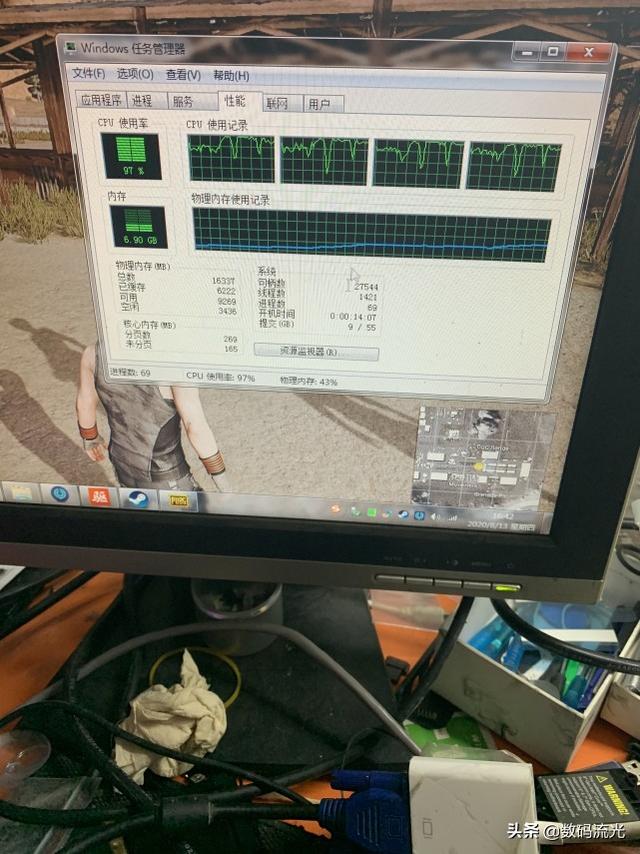 Windows 任务管理器
文件(F) 选项(O) 查看(V) 帮助(H)
应用程序 进程 服务 性能 联网 用户
CPU 使用率 CPU 使用记录
97 %
内存 物理内存使用记录
6.90 GB
物理内存(MB)
总数 16337
已缓存 6222
可用 9269
空闲 3436
核心内存(MB)
分页数 269
未分页 165
系统
句柄数 27544
线程数 1421
进程数 69
开机时间 0:00:14:07
提交(GB) 9 / 55
资源监视器(R)...
进程数: 69 CPU 使用率: 97% 物理内存: 43%
16:42
2020/8/13 星期四
WARNING!
头条 @数码流光